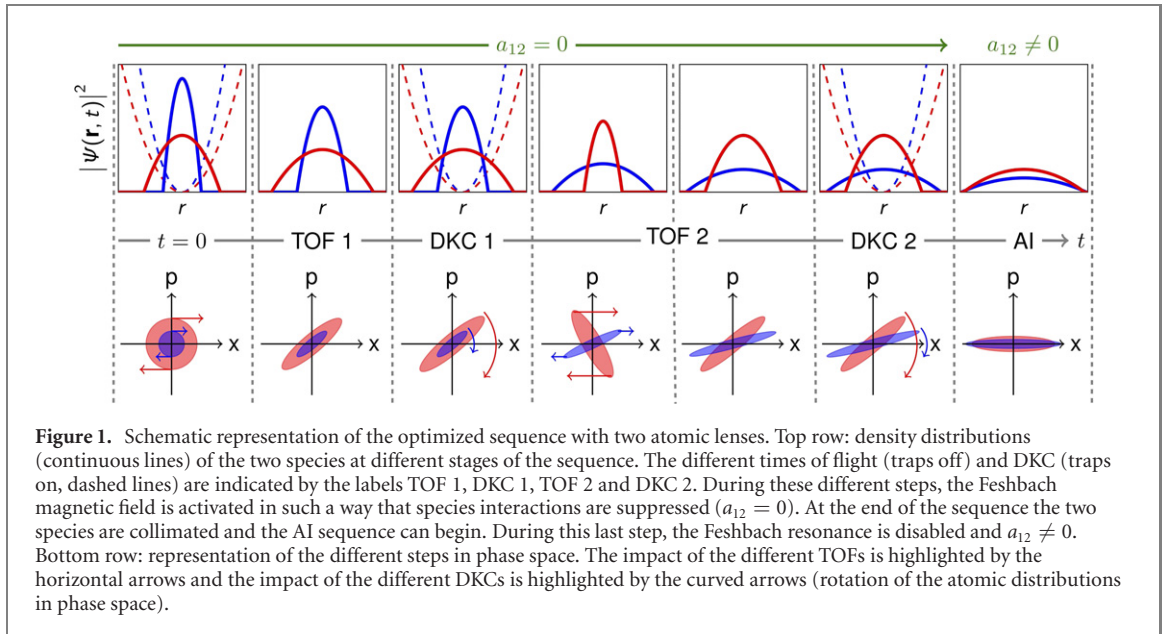 a₁₂ = 0 a₁₂ ≠ 0
|ψ(r, t)|²
r r r r r r r
t = 0 TOF 1 DKC 1 TOF 2 DKC 2 AI t
p p p p p p p
x x x x x x x
Figure 1. Schematic representation of the optimized sequence with two atomic lenses. Top row: density distributions
(continuous lines) of the two species at different stages of the sequence. The different times of flight (traps off) and DKC (traps
on, dashed lines) are indicated by the labels TOF 1, DKC 1, TOF 2 and DKC 2. During these different steps, the Feshbach
magnetic field is activated in such a way that species interactions are suppressed (a₁₂ = 0). At the end of the sequence the two
species are collimated and the AI sequence can begin. During this last step, the Feshbach resonance is disabled and a₁₂ ≠ 0.
Bottom row: representation of the different steps in phase space. The impact of the different TOFs is highlighted by the
horizontal arrows and the impact of the different DKCs is highlighted by the curved arrows (rotation of the atomic distributions
in phase space).